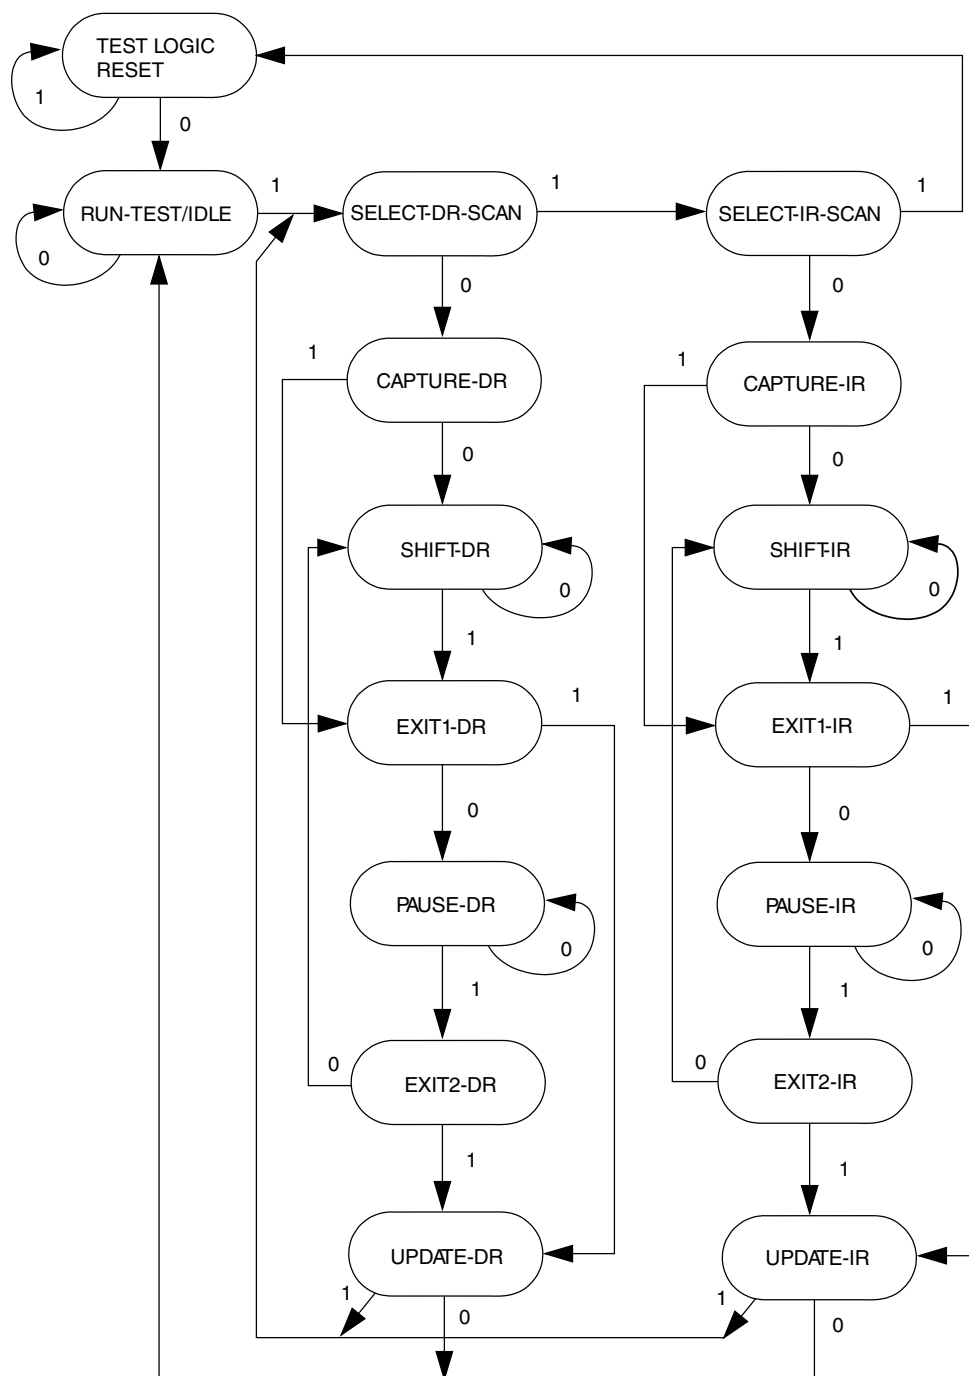 TEST LOGIC
RESET
1
0
RUN-TEST/IDLE
0
1
SELECT-DR-SCAN
1
SELECT-IR-SCAN
1
0
0
1
CAPTURE-DR
1
CAPTURE-IR
0
0
SHIFT-DR
0
SHIFT-IR
0
1
1
EXIT1-DR
1
EXIT1-IR
1
0
0
PAUSE-DR
0
PAUSE-IR
0
1
1
0
EXIT2-DR
0
EXIT2-IR
1
1
UPDATE-DR
UPDATE-IR
1
0
1
0